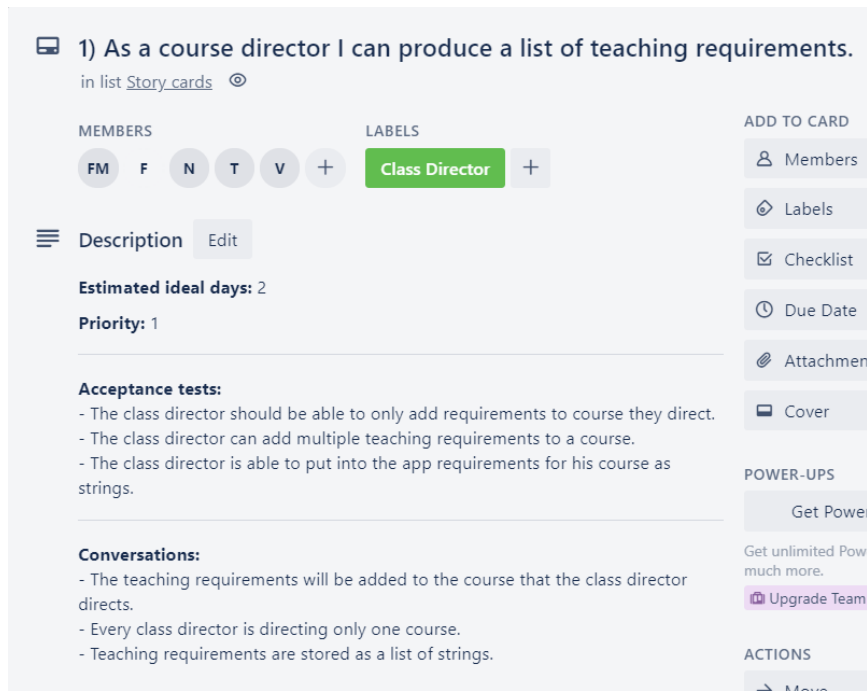 1) As a course director I can produce a list of teaching requirements.
in list Story cards
MEMBERS
LABELS
ADD TO CARD
FM F N T V +
Class Director +
Members
Labels
Checklist
Due Date
Attachmen
Cover
Description Edit
Estimated ideal days: 2
Priority: 1
Acceptance tests:
- The class director should be able to only add requirements to course they direct.
- The class director can add multiple teaching requirements to a course.
- The class director is able to put into the app requirements for his course as
strings.
Conversations:
- The teaching requirements will be added to the course that the class director
directs.
- Every class director is directing only one course.
- Teaching requirements are stored as a list of strings.
POWER-UPS
Get Power
Get unlimited Pow
much more.
Upgrade Team
ACTIONS
Move